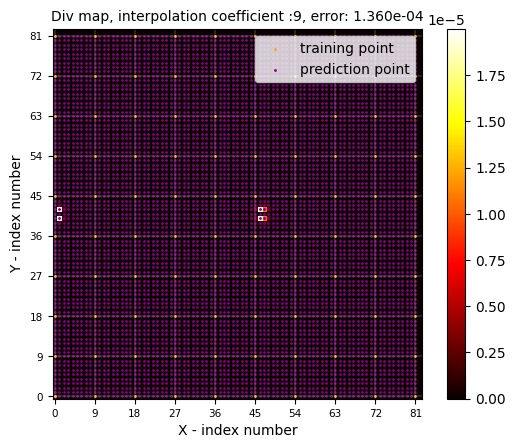 Div map, interpolation coefficient :9, error: 1.360e-04
1e−5
training point
prediction point
81
72
63
54
45
36
27
18
9
0
Y - index number
0 9 18 27 36 45 54 63 72 81
X - index number
1.75
1.50
1.25
1.00
0.75
0.50
0.25
0.00